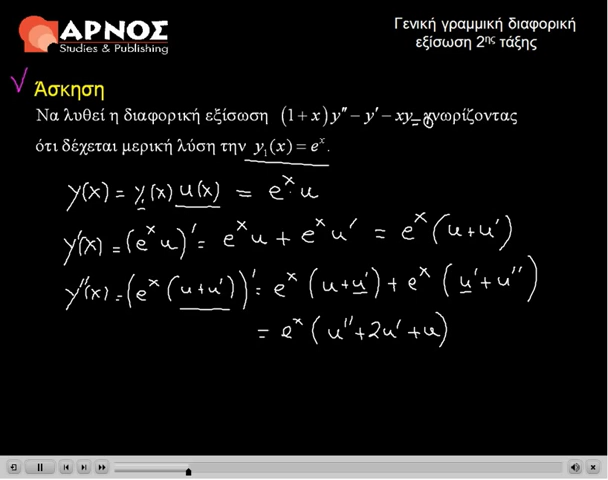 ΑΡΝΟΣ
Studies & Publishing
Γενική γραμμική διαφορική
εξίσωση 2ης τάξης
√ Άσκηση
Να λυθεί η διαφορική εξίσωση (1 + x) y″ − y′ − xy = 0 γνωρίζοντας
ότι δέχεται μερική λύση την y₁(x) = eˣ.
y(x) = y₁(x) u(x) = eˣ u
y′(x) = (eˣ u)′ = eˣ u + eˣ u′ = eˣ (u + u′)
y″(x) = (eˣ (u + u′))′ = eˣ (u + u′) + eˣ (u′ + u″)
= eˣ (u″ + 2u′ + u)